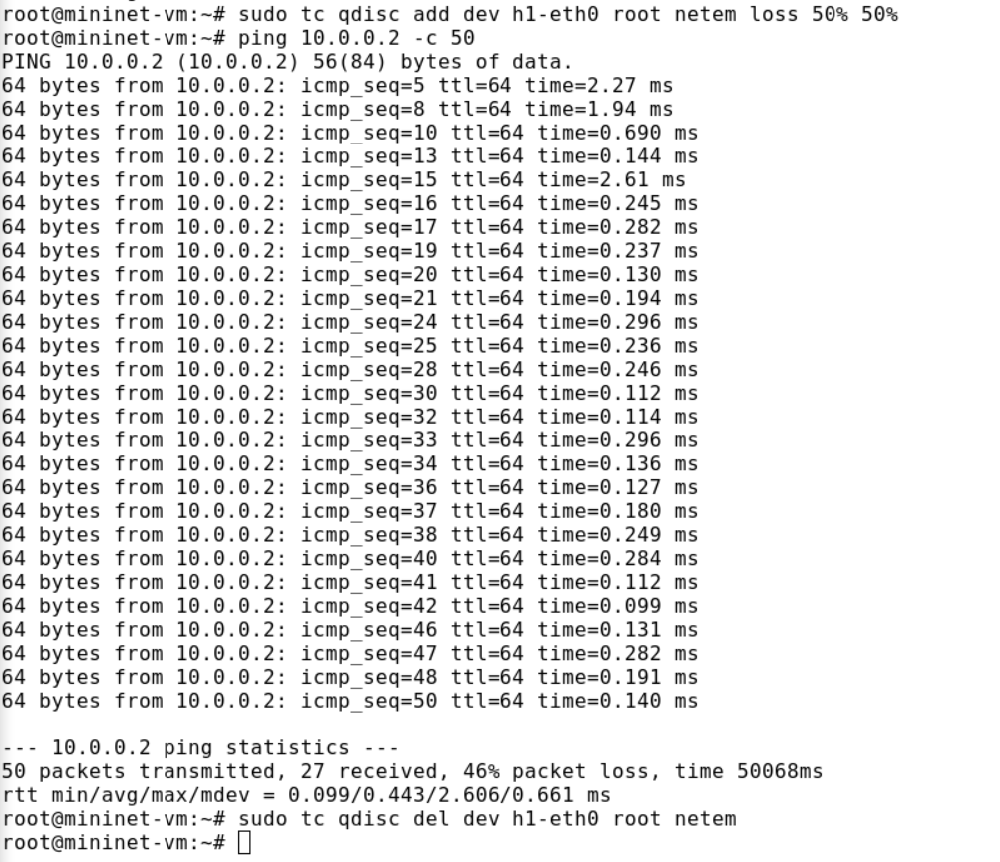 root@mininet-vm:~# sudo tc qdisc add dev h1-eth0 root netem loss 50% 50%
root@mininet-vm:~# ping 10.0.0.2 -c 50
PING 10.0.0.2 (10.0.0.2) 56(84) bytes of data.
64 bytes from 10.0.0.2: icmp_seq=5 ttl=64 time=2.27 ms
64 bytes from 10.0.0.2: icmp_seq=8 ttl=64 time=1.94 ms
64 bytes from 10.0.0.2: icmp_seq=10 ttl=64 time=0.690 ms
64 bytes from 10.0.0.2: icmp_seq=13 ttl=64 time=0.144 ms
64 bytes from 10.0.0.2: icmp_seq=15 ttl=64 time=2.61 ms
64 bytes from 10.0.0.2: icmp_seq=16 ttl=64 time=0.245 ms
64 bytes from 10.0.0.2: icmp_seq=17 ttl=64 time=0.282 ms
64 bytes from 10.0.0.2: icmp_seq=19 ttl=64 time=0.237 ms
64 bytes from 10.0.0.2: icmp_seq=20 ttl=64 time=0.130 ms
64 bytes from 10.0.0.2: icmp_seq=21 ttl=64 time=0.194 ms
64 bytes from 10.0.0.2: icmp_seq=24 ttl=64 time=0.296 ms
64 bytes from 10.0.0.2: icmp_seq=25 ttl=64 time=0.236 ms
64 bytes from 10.0.0.2: icmp_seq=28 ttl=64 time=0.246 ms
64 bytes from 10.0.0.2: icmp_seq=30 ttl=64 time=0.112 ms
64 bytes from 10.0.0.2: icmp_seq=32 ttl=64 time=0.114 ms
64 bytes from 10.0.0.2: icmp_seq=33 ttl=64 time=0.296 ms
64 bytes from 10.0.0.2: icmp_seq=34 ttl=64 time=0.136 ms
64 bytes from 10.0.0.2: icmp_seq=36 ttl=64 time=0.127 ms
64 bytes from 10.0.0.2: icmp_seq=37 ttl=64 time=0.180 ms
64 bytes from 10.0.0.2: icmp_seq=38 ttl=64 time=0.249 ms
64 bytes from 10.0.0.2: icmp_seq=40 ttl=64 time=0.284 ms
64 bytes from 10.0.0.2: icmp_seq=41 ttl=64 time=0.112 ms
64 bytes from 10.0.0.2: icmp_seq=42 ttl=64 time=0.099 ms
64 bytes from 10.0.0.2: icmp_seq=46 ttl=64 time=0.131 ms
64 bytes from 10.0.0.2: icmp_seq=47 ttl=64 time=0.282 ms
64 bytes from 10.0.0.2: icmp_seq=48 ttl=64 time=0.191 ms
64 bytes from 10.0.0.2: icmp_seq=50 ttl=64 time=0.140 ms
--- 10.0.0.2 ping statistics ---
50 packets transmitted, 27 received, 46% packet loss, time 50068ms
rtt min/avg/max/mdev = 0.099/0.443/2.606/0.661 ms
root@mininet-vm:~# sudo tc qdisc del dev h1-eth0 root netem
root@mininet-vm:~#